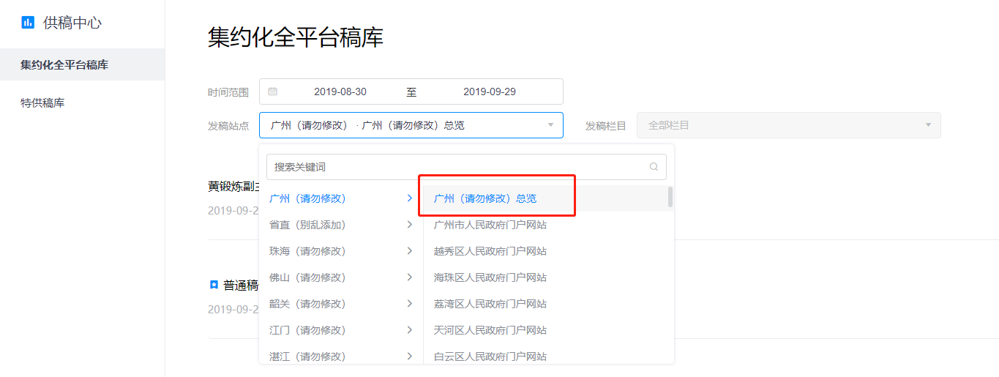 供稿中心
集约化全平台稿库
特供稿库
集约化全平台稿库
时间范围 2019-08-30 至 2019-09-29
发稿站点 广州（请勿修改） · 广州（请勿修改）总览 发稿栏目 全部栏目
搜索关键词
黄锻炼副主
2019-09-2
普通稿
2019-09-2
广州（请勿修改）
省直（别乱添加）
珠海（请勿修改）
佛山（请勿修改）
韶关（请勿修改）
江门（请勿修改）
湛江（请勿修改）
广州（请勿修改）总览
广州市人民政府门户网站
越秀区人民政府门户网站
海珠区人民政府门户网站
荔湾区人民政府门户网站
天河区人民政府门户网站
白云区人民政府门户网站